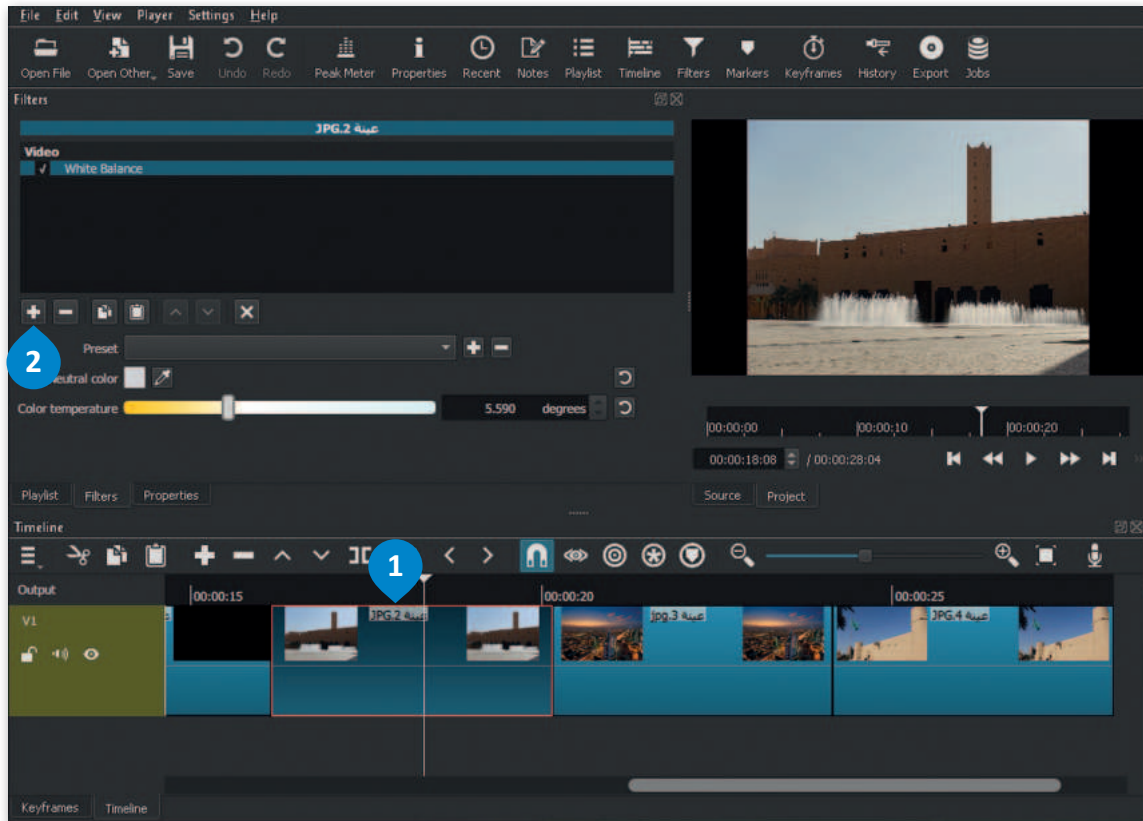 File Edit View Player Settings Help
Open File Open Other Save Undo Redo Peak Meter Properties Recent Notes Playlist Timeline Filters Markers Keyframes History Export Jobs
Filters
عينة JPG.2
Video
White Balance
2
Preset
Neutral color
Color temperature 5.590 degrees
00:00:00 00:00:10 00:00:20
00:00:18:08 / 00:00:28:04
Playlist Filters Properties
Source Project
Timeline
1
Output 00:00:15 00:00:20 00:00:25
V1
عينة JPG.2 عينة jpg.3 عينة JPG.4
Keyframes Timeline